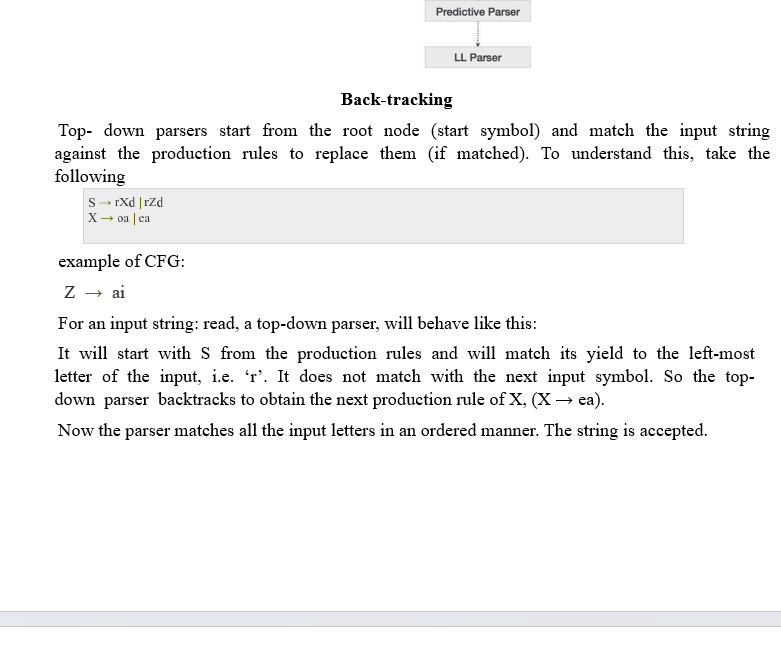 Predictive Parser
LL Parser
Back-tracking
Top- down parsers start from the root node (start symbol) and match the input string
against the production rules to replace them (if matched). To understand this, take the
following
S → rXd | rZd
X → oa | ea
example of CFG:
Z → ai
For an input string: read, a top-down parser, will behave like this:
It will start with S from the production rules and will match its yield to the left-most
letter of the input, i.e. ‘r’. It does not match with the next input symbol. So the top-
down parser backtracks to obtain the next production rule of X, (X → ea).
Now the parser matches all the input letters in an ordered manner. The string is accepted.